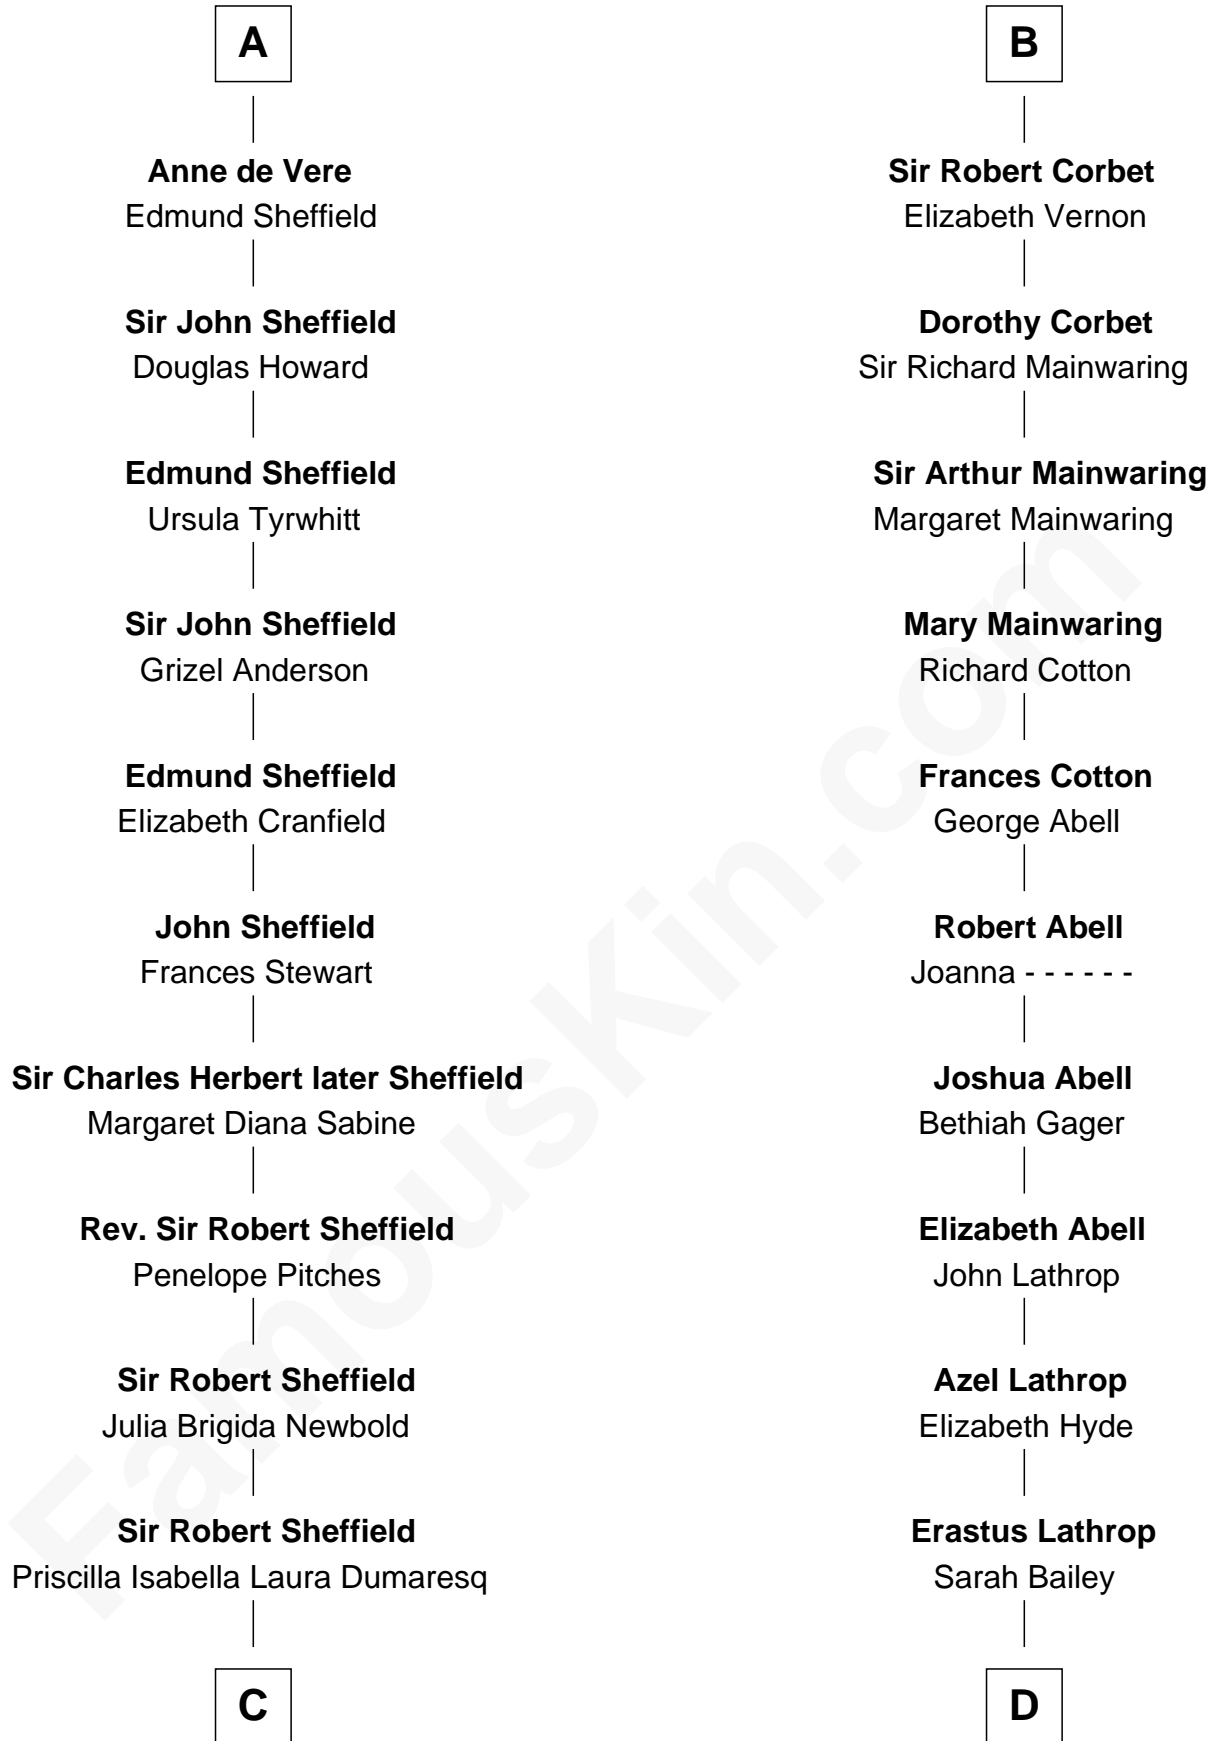 A
Anne de Vere
Edmund Sheffield
Sir John Sheffield
Douglas Howard
Edmund Sheffield
Ursula Tyrwhitt
Sir John Sheffield
Grizel Anderson
Edmund Sheffield
Elizabeth Cranfield
John Sheffield
Frances Stewart
Sir Charles Herbert later Sheffield
Margaret Diana Sabine
Rev. Sir Robert Sheffield
Penelope Pitches
Sir Robert Sheffield
Julia Brigida Newbold
Sir Robert Sheffield
Priscilla Isabella Laura Dumaresq
C
B
Sir Robert Corbet
Elizabeth Vernon
Dorothy Corbet
Sir Richard Mainwaring
Sir Arthur Mainwaring
Margaret Mainwaring
Mary Mainwaring
Richard Cotton
Frances Cotton
George Abell
Robert Abell
Joanna - - - - - -
Joshua Abell
Bethiah Gager
Elizabeth Abell
John Lathrop
Azel Lathrop
Elizabeth Hyde
Erastus Lathrop
Sarah Bailey
D
FamousKin.com